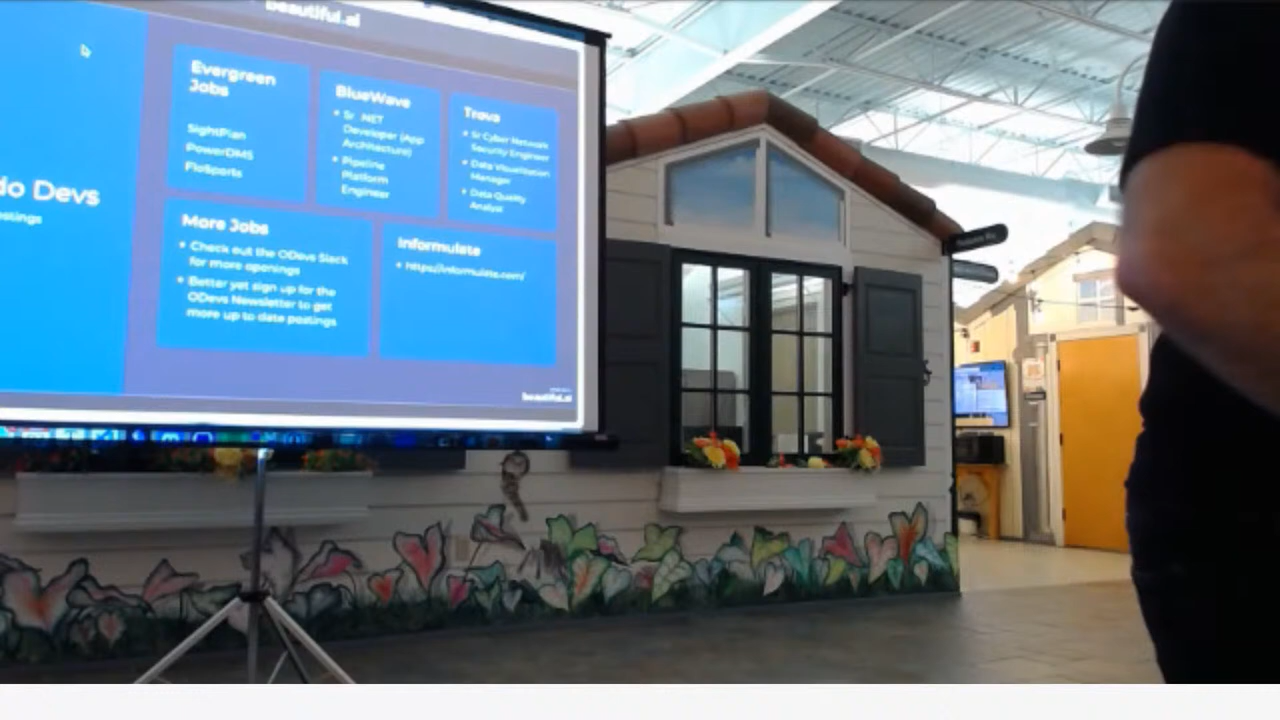 beautiful.ai
do Devs
ostings
Evergreen
Jobs
SightPlan
PowerDMS
FloSports
BlueWave
Sr .NET
Developer (App
Architecture)
Pipeline
Platform
Engineer
Trova
Sr Cyber Network
Security Engineer
Data Visualization
Manager
Data Quality
Analyst
More Jobs
Check out the ODevs Slack
for more openings
Better yet sign up for the
ODevs Newsletter to get
more up to date postings
Informulate
https://informulate.com/
beautiful.ai